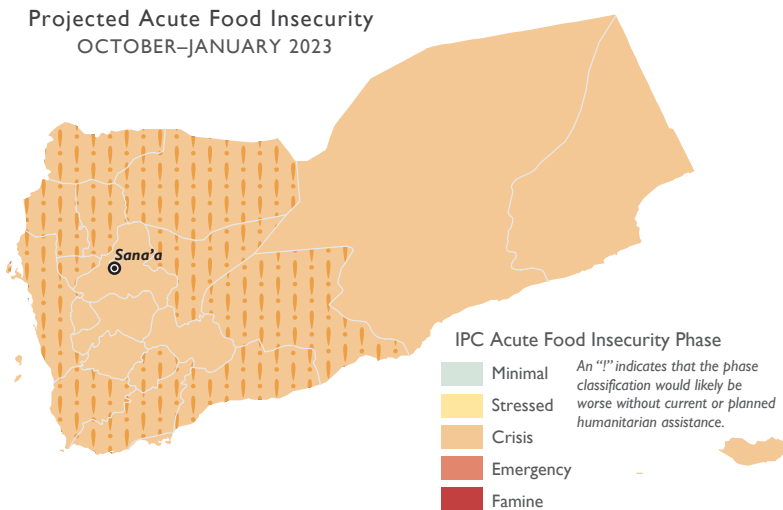 Projected Acute Food Insecurity
OCTOBER–JANUARY 2023
Sana’a
IPC Acute Food Insecurity Phase
Minimal
Stressed
Crisis
Emergency
Famine
An “!” indicates that the phase
classification would likely be
worse without current or planned
humanitarian assistance.